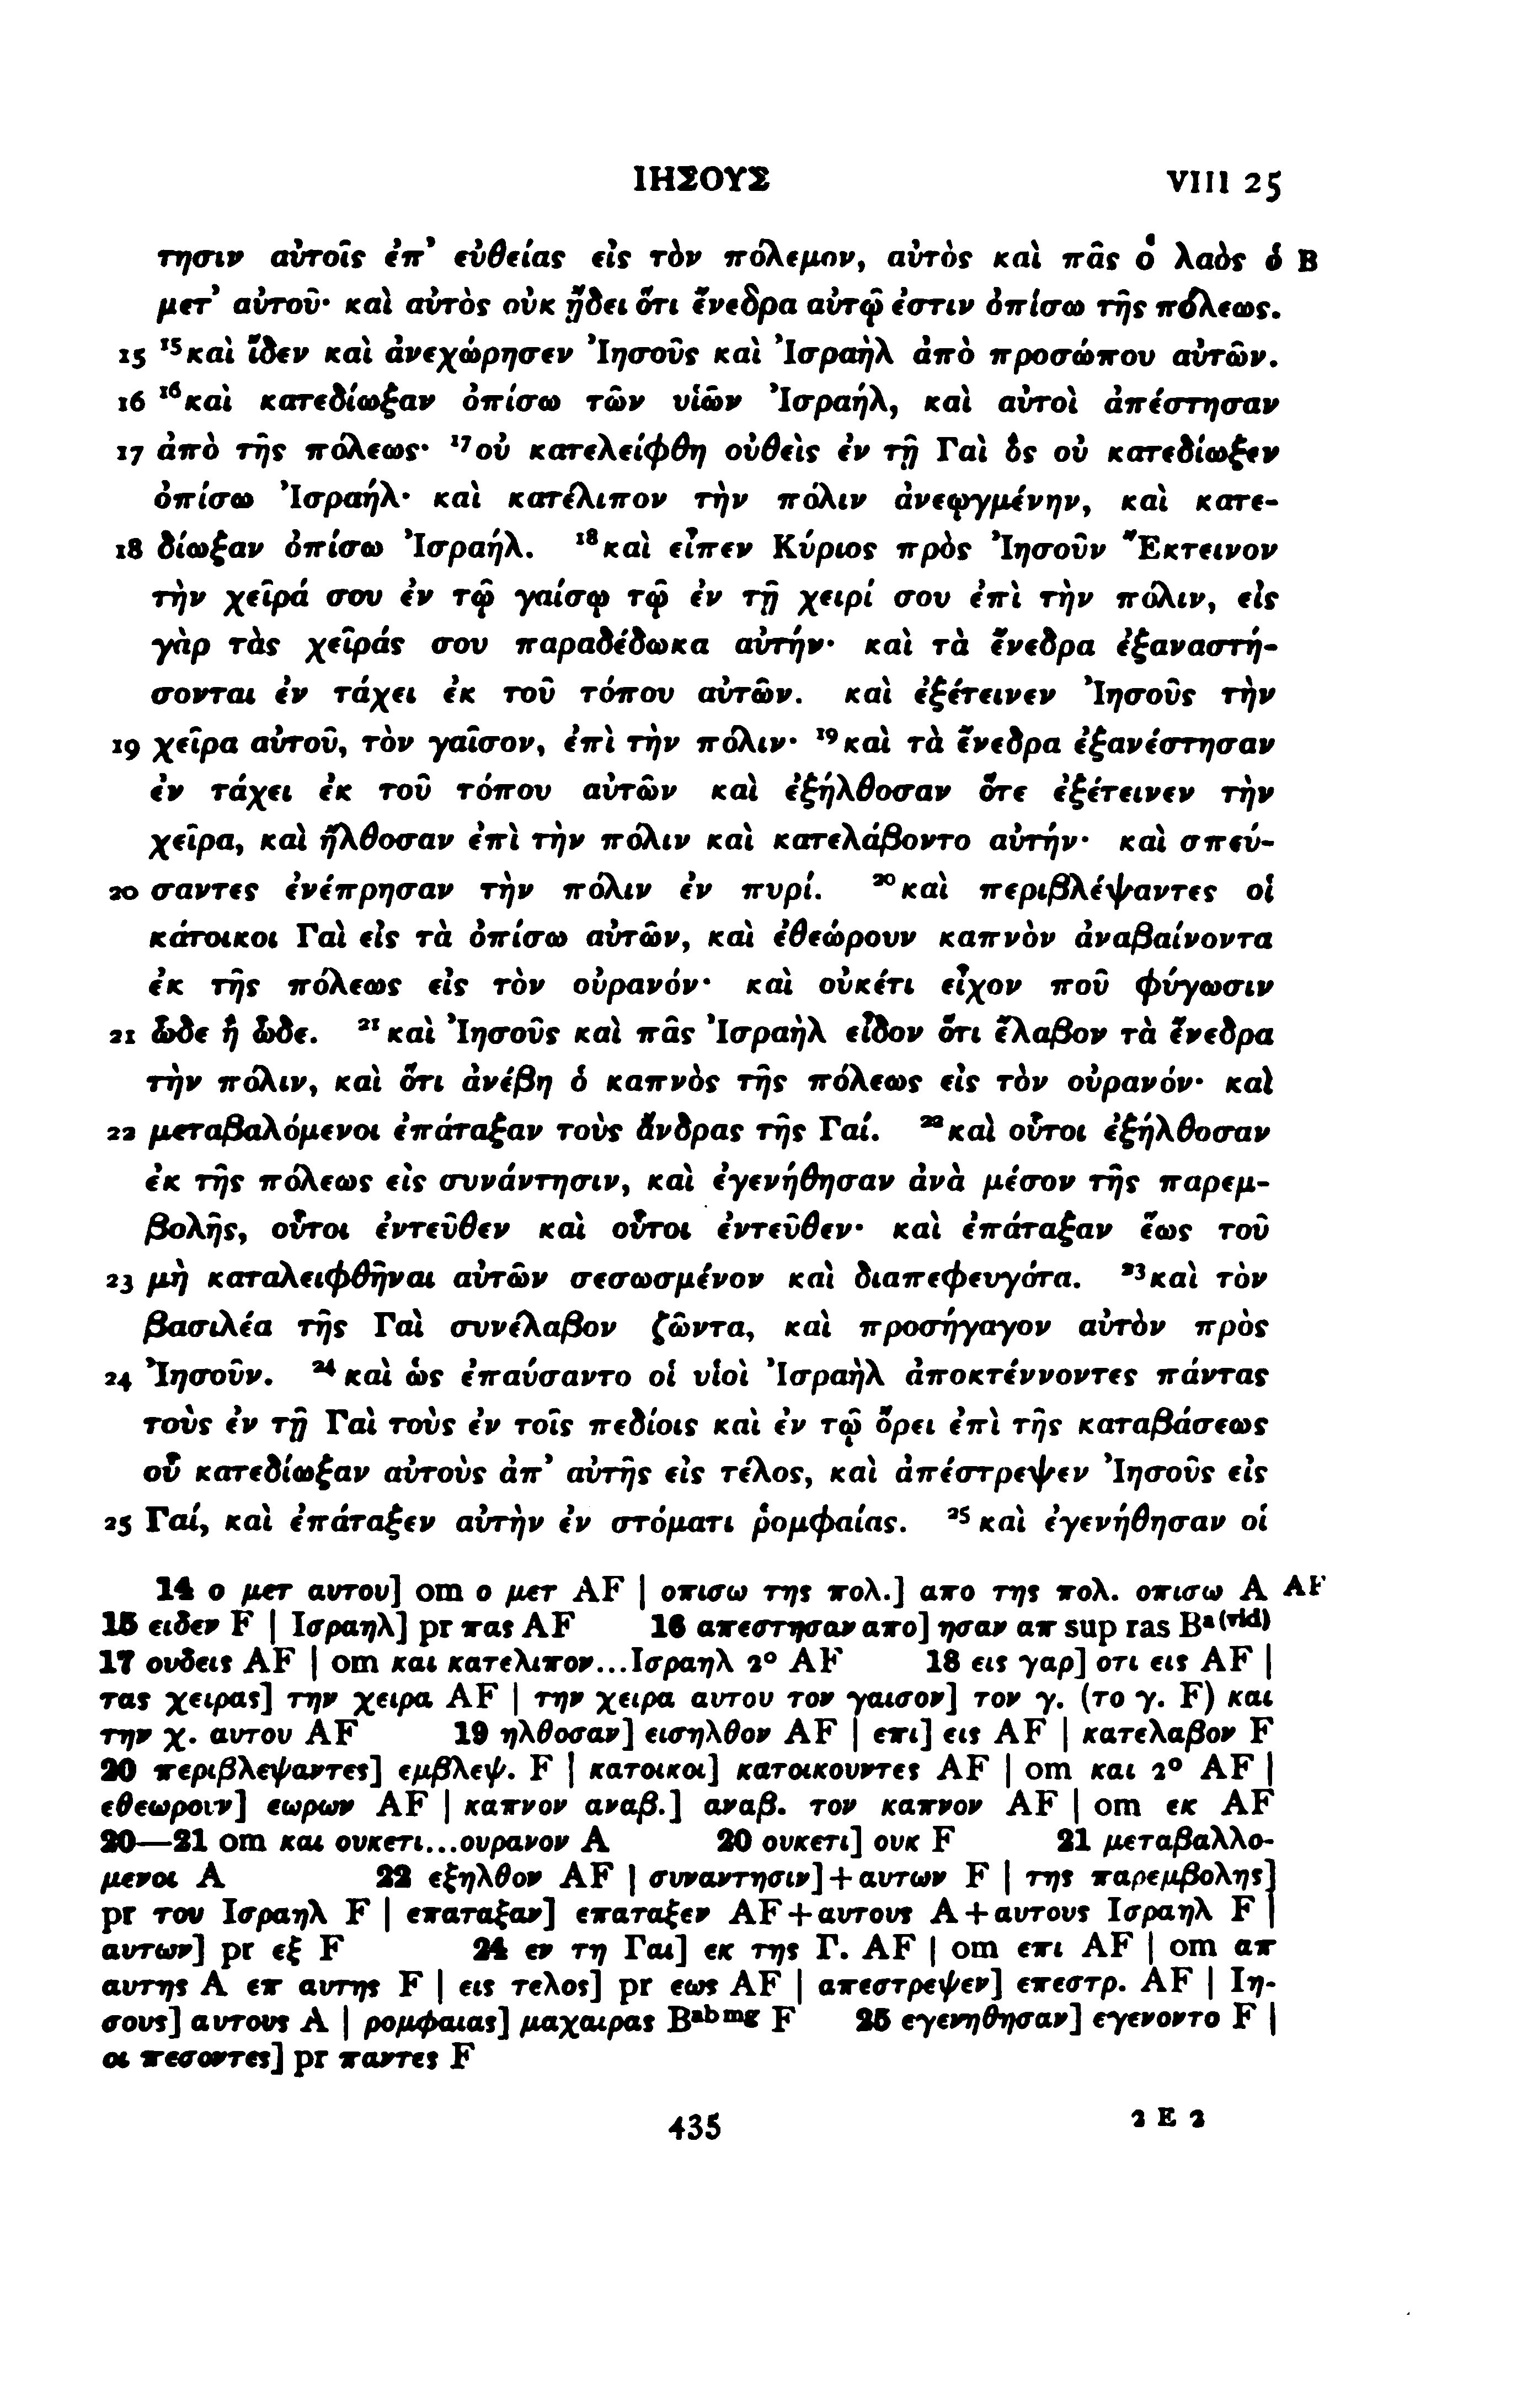 ΙΗΣΟΥΣ VIII 25
τησιν αὐτοῖς ἐπ’ εὐθείας εἰς τὸν πόλεμον, αὐτὸς καὶ πᾶς ὁ λαὸς ὁ B
μετ’ αὐτοῦ· καὶ αὐτὸς οὐκ ᾔδει ὅτι ἔνεδρα αὐτῷ ἐστιν ὀπίσω τῆς πόλεως.
15 ¹⁵καὶ ἴδεν καὶ ἀνεχώρησεν Ἰησοῦς καὶ Ἰσραὴλ ἀπὸ προσώπου αὐτῶν.
16 ¹⁶καὶ κατεδίωξαν ὀπίσω τῶν υἱῶν Ἰσραήλ, καὶ αὐτοὶ ἀπέστησαν
17 ἀπὸ τῆς πόλεως· ¹⁷οὐ κατελείφθη οὐθεὶς ἐν τῇ Γαὶ ὃς οὐ κατεδίωξεν
ὀπίσω Ἰσραήλ· καὶ κατέλιπον τὴν πόλιν ἀνεῳγμένην, καὶ κατε-
18 δίωξαν ὀπίσω Ἰσραήλ. ¹⁸καὶ εἶπεν Κύριος πρὸς Ἰησοῦν Ἔκτεινον
τὴν χεῖρά σου ἐν τῷ γαίσῳ τῷ ἐν τῇ χειρί σου ἐπὶ τὴν πόλιν, εἰς
γὰρ τὰς χεῖράς σου παραδέδωκα αὐτήν· καὶ τὰ ἔνεδρα ἐξαναστή-
σονται ἐν τάχει ἐκ τοῦ τόπου αὐτῶν. καὶ ἐξέτεινεν Ἰησοῦς τὴν
19 χεῖρα αὐτοῦ, τὸν γαῖσον, ἐπὶ τὴν πόλιν· ¹⁹καὶ τὰ ἔνεδρα ἐξανέστησαν
ἐν τάχει ἐκ τοῦ τόπου αὐτῶν καὶ ἐξήλθοσαν ὅτε ἐξέτεινεν τὴν
χεῖρα, καὶ ἤλθοσαν ἐπὶ τὴν πόλιν καὶ κατελάβοντο αὐτήν· καὶ σπεύ-
20 σαντες ἐνέπρησαν τὴν πόλιν ἐν πυρί. ²⁰καὶ περιβλέψαντες οἱ
κάτοικοι Γαὶ εἰς τὰ ὀπίσω αὐτῶν, καὶ ἐθεώρουν καπνὸν ἀναβαίνοντα
ἐκ τῆς πόλεως εἰς τὸν οὐρανόν· καὶ οὐκέτι εἶχον ποῦ φύγωσιν
21 ὧδε ἢ ὧδε. ²¹καὶ Ἰησοῦς καὶ πᾶς Ἰσραὴλ εἶδον ὅτι ἔλαβον τὰ ἔνεδρα
τὴν πόλιν, καὶ ὅτι ἀνέβη ὁ καπνὸς τῆς πόλεως εἰς τὸν οὐρανόν· καὶ
22 μεταβαλόμενοι ἐπάταξαν τοὺς ἄνδρας τῆς Γαί. ²²καὶ οὗτοι ἐξήλθοσαν
ἐκ τῆς πόλεως εἰς συνάντησιν, καὶ ἐγενήθησαν ἀνὰ μέσον τῆς παρεμ-
βολῆς, οὗτοι ἐντεῦθεν καὶ οὗτοι ἐντεῦθεν· καὶ ἐπάταξαν ἕως τοῦ
23 μὴ καταλειφθῆναι αὐτῶν σεσωσμένον καὶ διαπεφευγότα. ²³καὶ τὸν
βασιλέα τῆς Γαὶ συνέλαβον ζῶντα, καὶ προσήγαγον αὐτὸν πρὸς
24 Ἰησοῦν. ²⁴καὶ ὡς ἐπαύσαντο οἱ υἱοὶ Ἰσραὴλ ἀποκτέννοντες πάντας
τοὺς ἐν τῇ Γαὶ τοὺς ἐν τοῖς πεδίοις καὶ ἐν τῷ ὄρει ἐπὶ τῆς καταβάσεως
οὗ κατεδίωξαν αὐτοὺς ἀπ’ αὐτῆς εἰς τέλος, καὶ ἀπέστρεψεν Ἰησοῦς εἰς
25 Γαί, καὶ ἐπάταξεν αὐτὴν ἐν στόματι ῥομφαίας. ²⁵καὶ ἐγενήθησαν οἱ
14 ο μετ αυτου] om ο μετ AF | οπισω της πολ.] απο της πολ. οπισω A AF
15 ειδεν F | Ισραηλ] pr πας AF 16 απεστησαν απο] ησαν απ sup ras Bᵃ⁽ᵛⁱᵈ⁾
17 ουδεις AF | om και κατελιπον...Ισραηλ 2° AF 18 εις γαρ] οτι εις AF |
τας χειρας] την χειρα AF | την χειρα αυτου τον γαισον] τον γ. (το γ. F) και
την χ. αυτου AF 19 ηλθοσαν] εισηλθον AF | επι] εις AF | κατελαβον F
20 περιβλεψαντες] εμβλεψ. F | κατοικοι] κατοικουντες AF | om και 2° AF |
εθεωρουν] εωρων AF | καπνον αναβ.] αναβ. τον καπνον AF | om εκ AF
20—21 om και ουκετι...ουρανον A 20 ουκετι] ουκ F 21 μεταβαλλο-
μενοι A 22 εξηλθον AF | συναντησιν]+αυτων F | της παρεμβολης]
pr του Ισραηλ F | επαταξαν] επαταξεν AF+αυτους A+αυτους Ισραηλ F |
αυτων] pr εξ F 24 εν τη Γαι] εκ της Γ. AF | om επι AF | om απ
αυτης A επ αυτης F | εις τελος] pr εως AF | απεστρεψεν] επεστρ. AF | Ιη-
σους] αυτους A | ρομφαιας] μαχαιρας Bᵃᵇᵐᵍ F 25 εγενηθησαν] εγενοντο F |
οι πεσοντες] pr παντες F
435 2 E 2